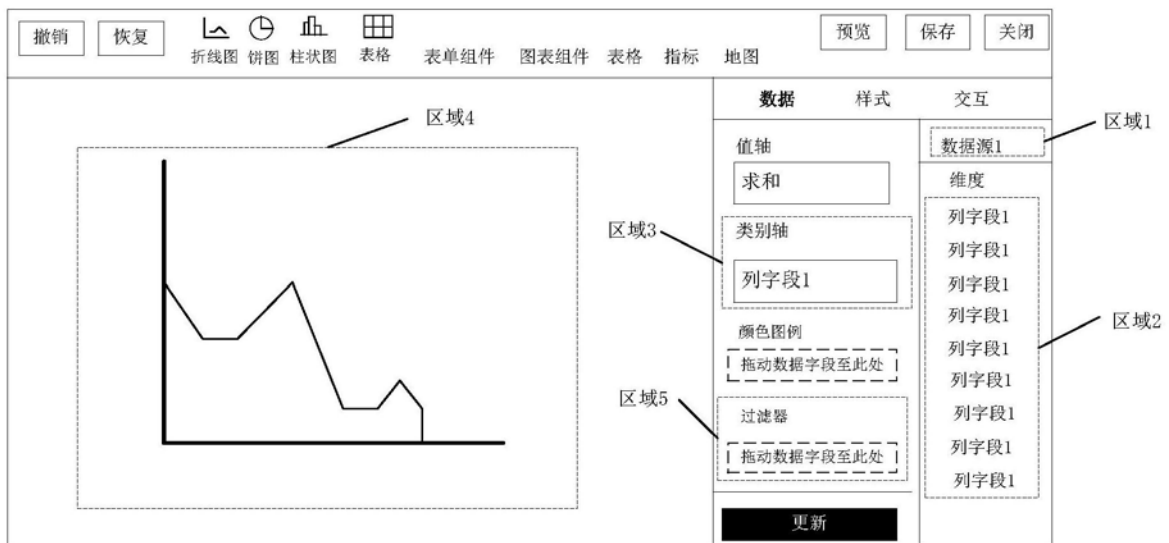 撤销 恢复 折线图 饼图 柱状图 表格 表单组件 图表组件 表格 指标 地图 预览 保存 关闭
数据 样式 交互
区域4
区域1
值轴
数据源1
求和
维度
列字段1
区域3
类别轴
列字段1
列字段1
列字段1
列字段1
区域2
颜色图例
列字段1
拖动数据字段至此处
列字段1
区域5
过滤器
列字段1
拖动数据字段至此处
列字段1
列字段1
更新